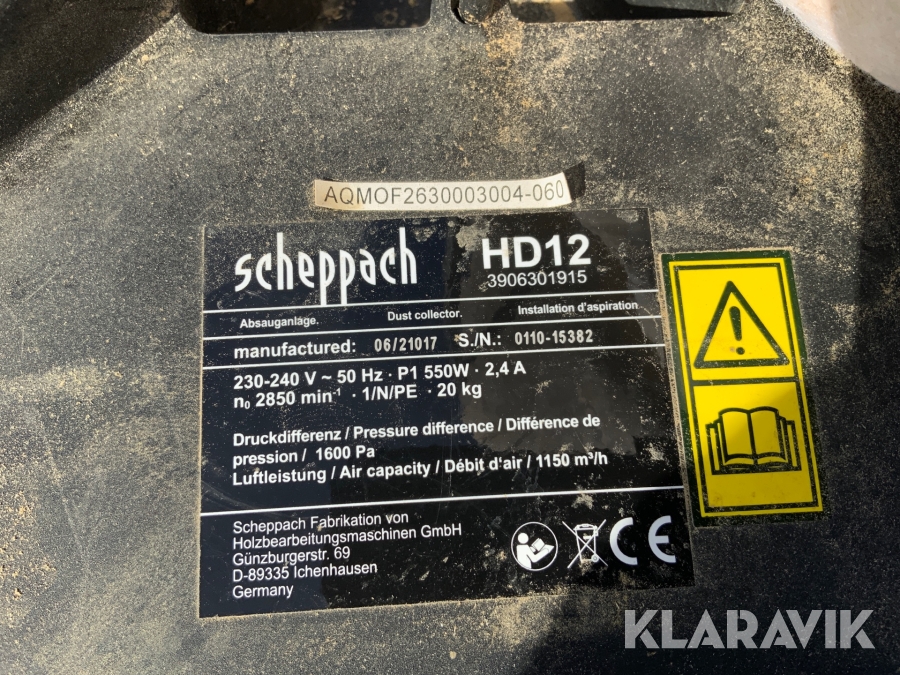 AQMOF2630003004-060
scheppach
HD12
3906301915
Absauganlage. Dust collector. Installation d'aspiration
manufactured: 06/21017 S./N.: 0110-15382
230-240 V ~ 50 Hz · P1 550W · 2,4 A
n₀ 2850 min⁻¹ · 1/N/PE · 20 kg
Druckdifferenz / Pressure difference / Différence de
pression / 1600 Pa
Luftleistung / Air capacity / Débit d'air / 1150 m³/h
Scheppach Fabrikation von
Holzbearbeitungsmaschinen GmbH
Günzburgerstr. 69
D-89335 Ichenhausen
Germany
CE
KLARAVIK